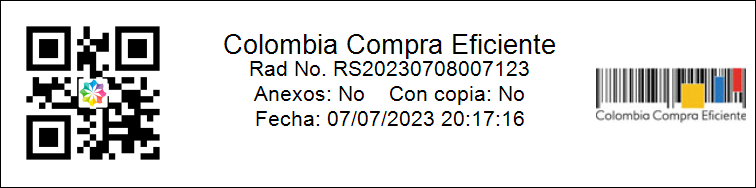 Colombia Compra Eficiente
Rad No. RS20230708007123
Anexos: No    Con copia: No
Fecha: 07/07/2023 20:17:16
Colombia Compra Eficiente